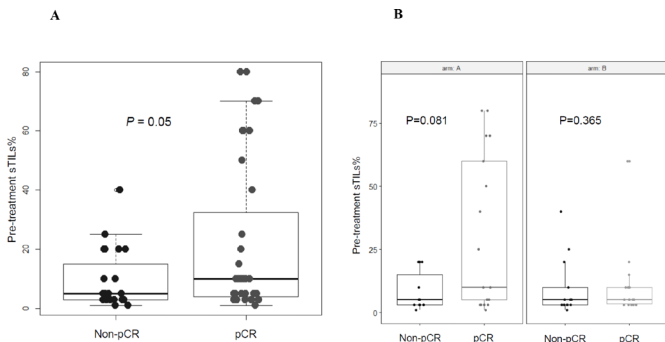 A
Pre-treatment sTILs%
80
60
40
20
0
P = 0.05
Non-pCR
pCR
B
Pre-treatment sTILs%
75
50
25
0
arm: A
P=0.081
Non-pCR
pCR
arm: B
P=0.365
Non-pCR
pCR